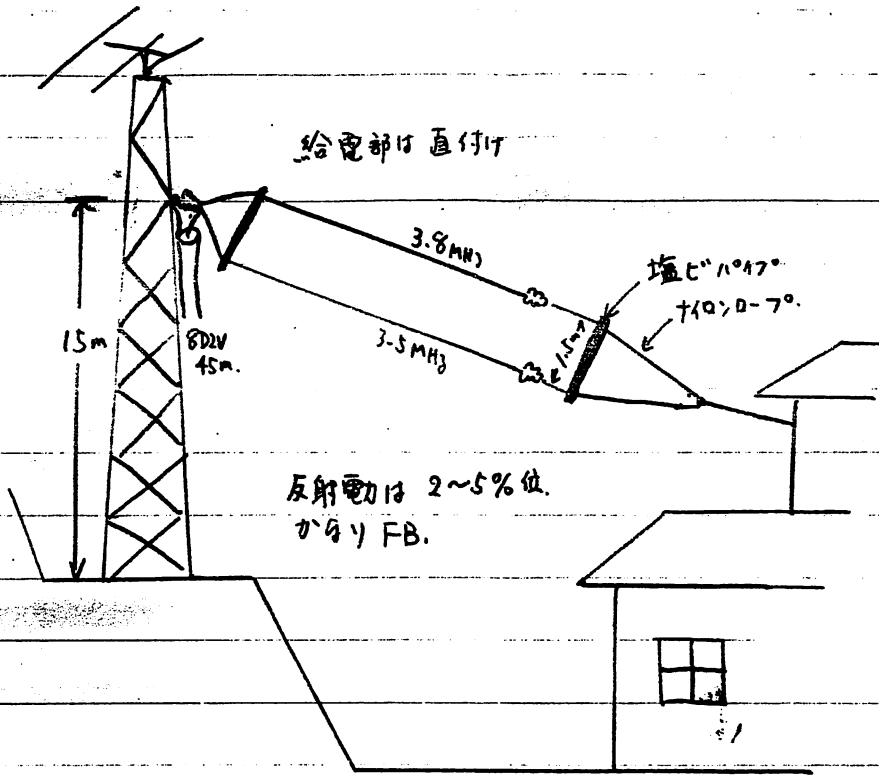 給電部は 直付け
3.8MHz
塩ビパイプ
ナイロンロープ.
1.5m
3.5MHz
15m
8D2V
45m.
反射電力は 2〜5%位.
かなり FB.